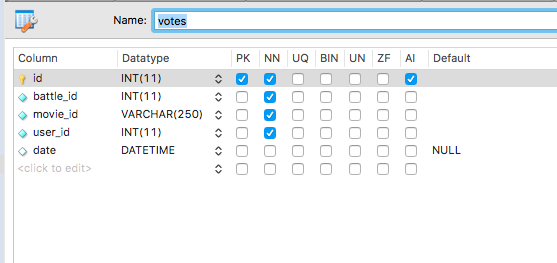 Name: votes
Column Datatype PK NN UQ BIN UN ZF AI Default
id INT(11)
battle_id INT(11)
movie_id VARCHAR(250)
user_id INT(11)
date DATETIME NULL
<click to edit>